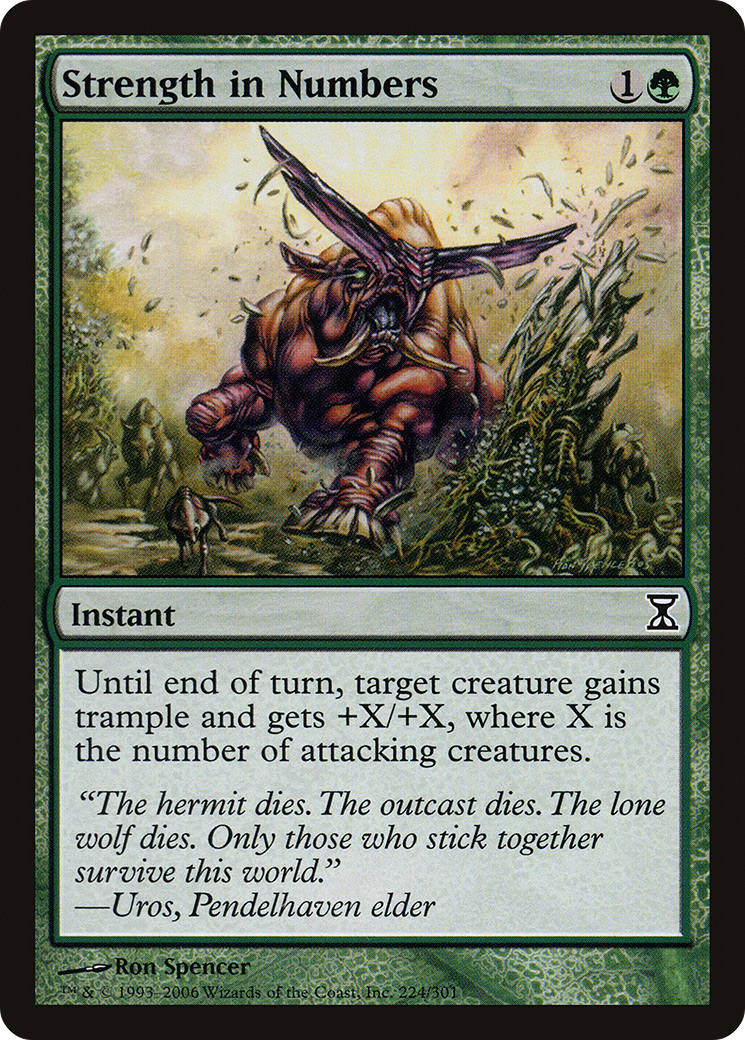 Strength in Numbers 1
Instant
Until end of turn, target creature gains
trample and gets +X/+X, where X is
the number of attacking creatures.
“The hermit dies. The outcast dies. The lone
wolf dies. Only those who stick together
survive this world.”
—Uros, Pendelhaven elder
Ron Spencer
™ & © 1993–2006 Wizards of the Coast, Inc. 224/301